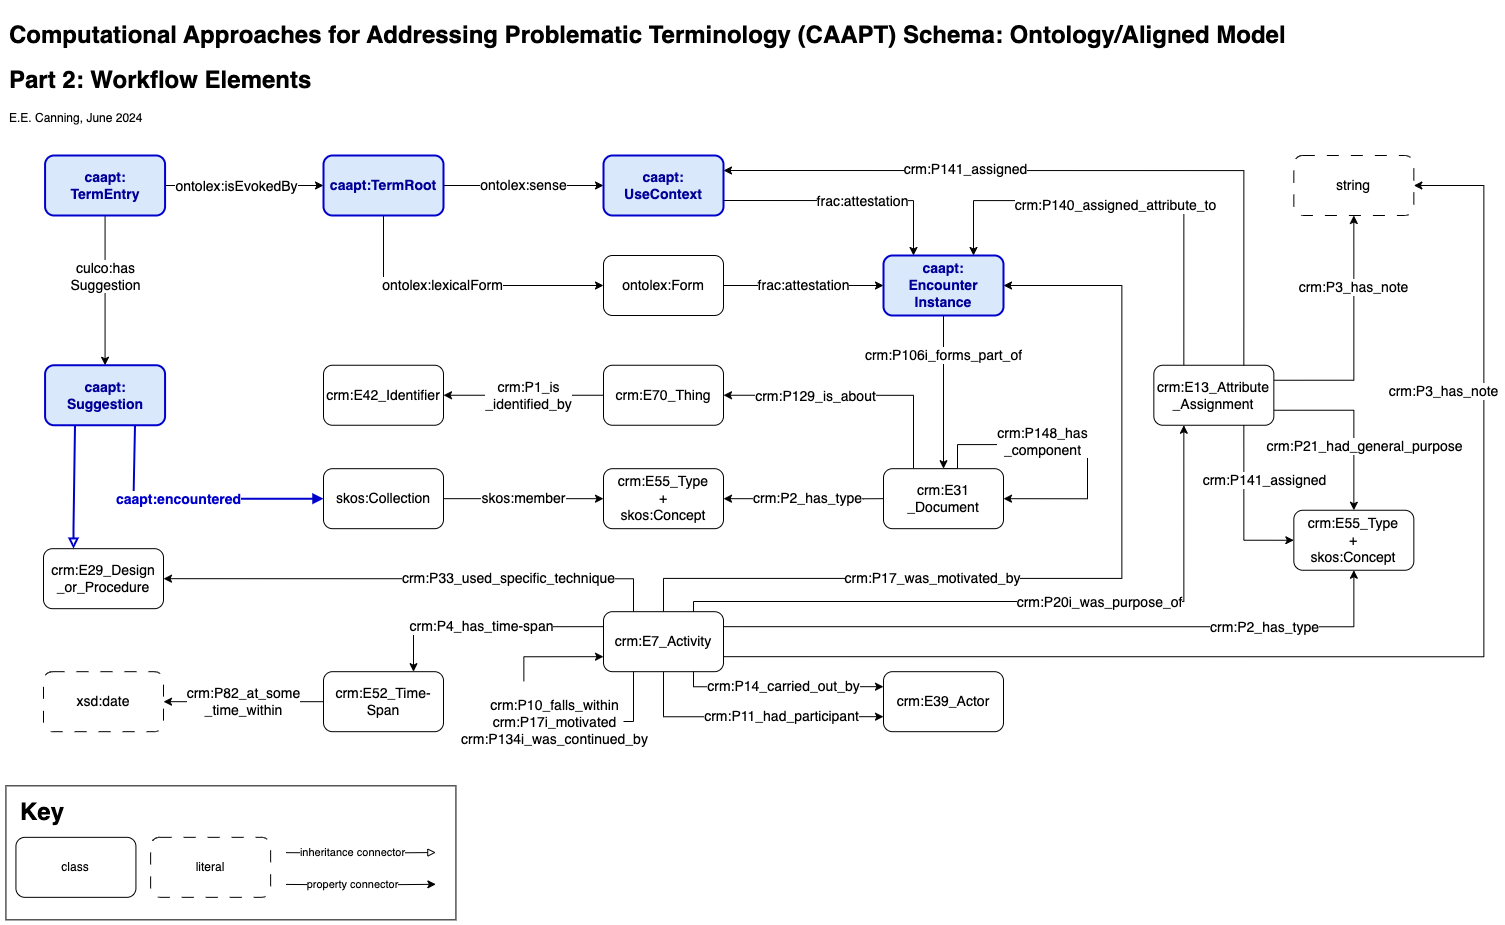 Computational Approaches for Addressing Problematic Terminology (CAAPT) Schema: Ontology/Aligned Model
Part 2: Workflow Elements
E.E. Canning, June 2024
caapt:
TermEntry
ontolex:isEvokedBy
caapt:TermRoot
ontolex:sense
caapt:
UseContext
crm:P141_assigned
frac:attestation
crm:P140_assigned_attribute_to
string
culco:has
Suggestion
ontolex:lexicalForm
ontolex:Form
frac:attestation
caapt:
Encounter
Instance
crm:P3_has_note
crm:P106i_forms_part_of
caapt:
Suggestion
crm:E42_Identifier
crm:P1_is
_identified_by
crm:E70_Thing
crm:P129_is_about
crm:E13_Attribute
_Assignment
crm:P3_has_note
crm:P148_has
_component
crm:P21_had_general_purpose
crm:P141_assigned
caapt:encountered
skos:Collection
skos:member
crm:E55_Type
+
skos:Concept
crm:P2_has_type
crm:E31
_Document
crm:E55_Type
+
skos:Concept
crm:E29_Design
_or_Procedure
crm:P33_used_specific_technique
crm:P17_was_motivated_by
crm:P20i_was_purpose_of
crm:P4_has_time-span
crm:E7_Activity
crm:P2_has_type
xsd:date
crm:P82_at_some
_time_within
crm:E52_Time-
Span
crm:P10_falls_within
crm:P17i_motivated
crm:P134i_was_continued_by
crm:P14_carried_out_by
crm:P11_had_participant
crm:E39_Actor
Key
class
literal
inheritance connector
property connector